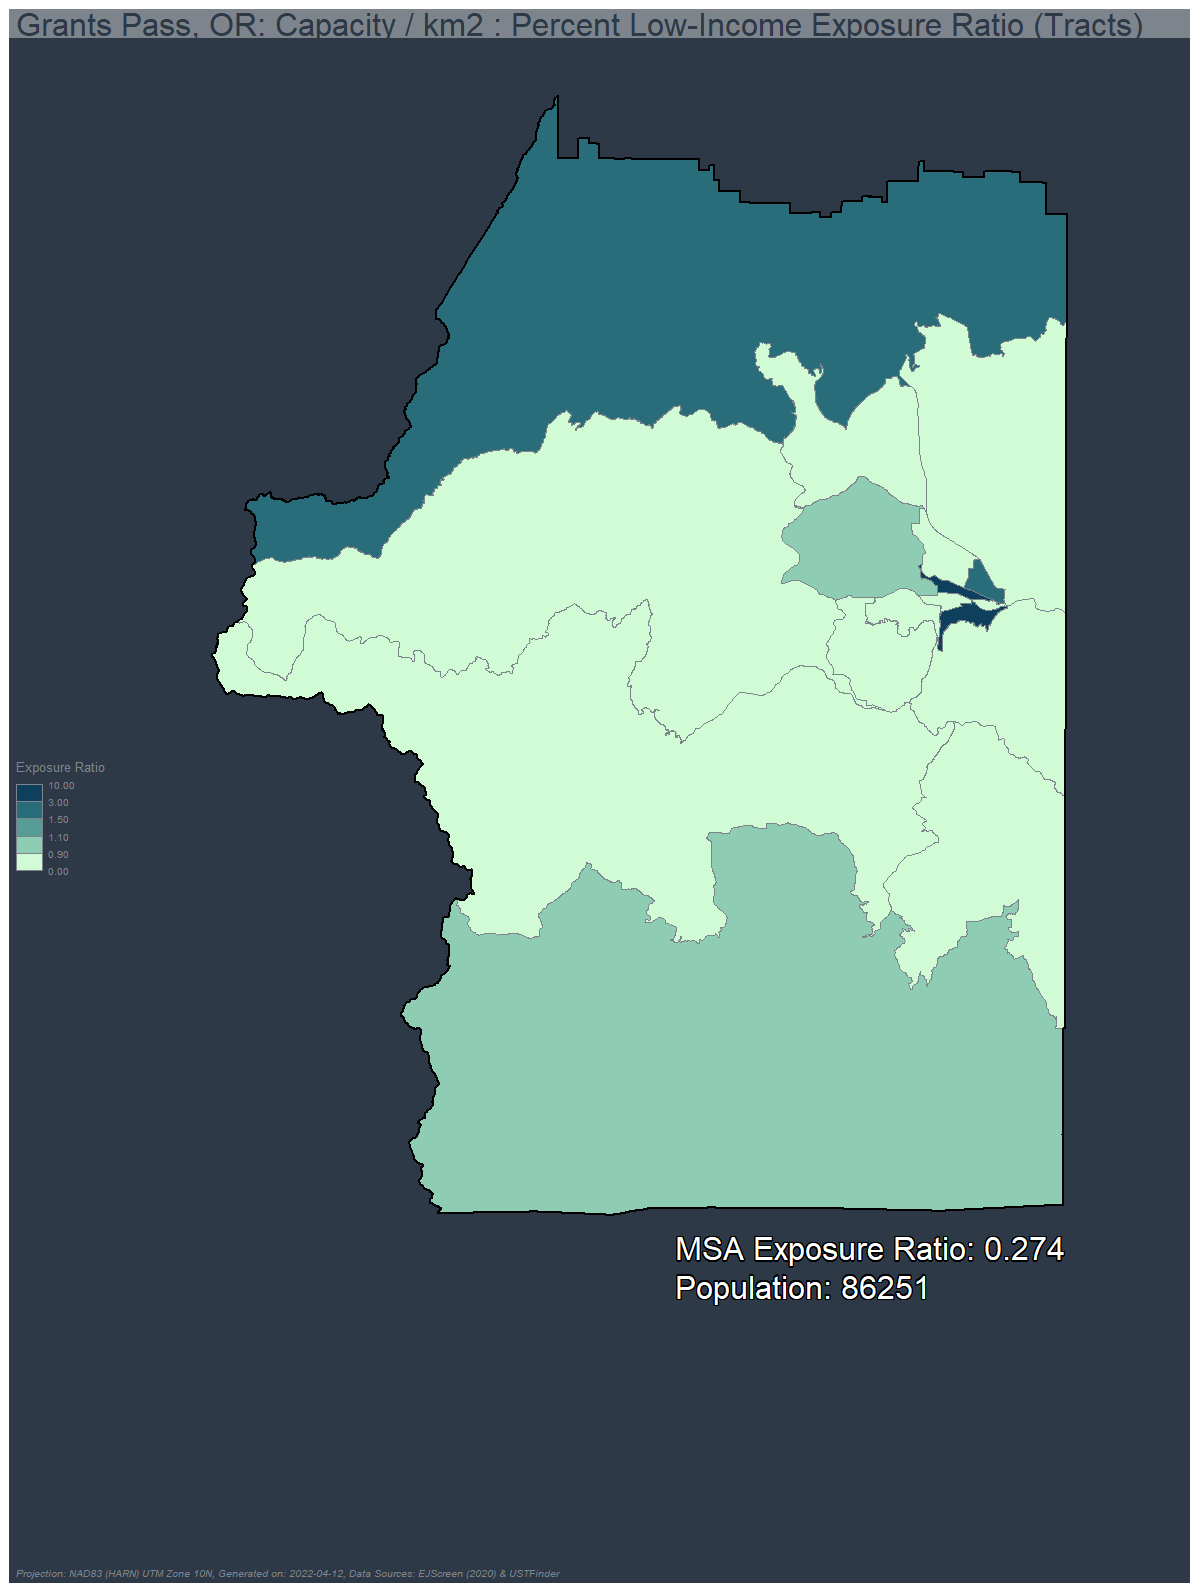 Grants Pass, OR: Capacity / km2 : Percent Low-Income Exposure Ratio (Tracts)
Exposure Ratio
10.00
3.00
1.50
1.10
0.90
0.00
MSA Exposure Ratio: 0.274
Population: 86251
Projection: NAD83 (HARN) UTM Zone 10N, Generated on: 2022-04-12, Data Sources: EJScreen (2020) & USTFinder